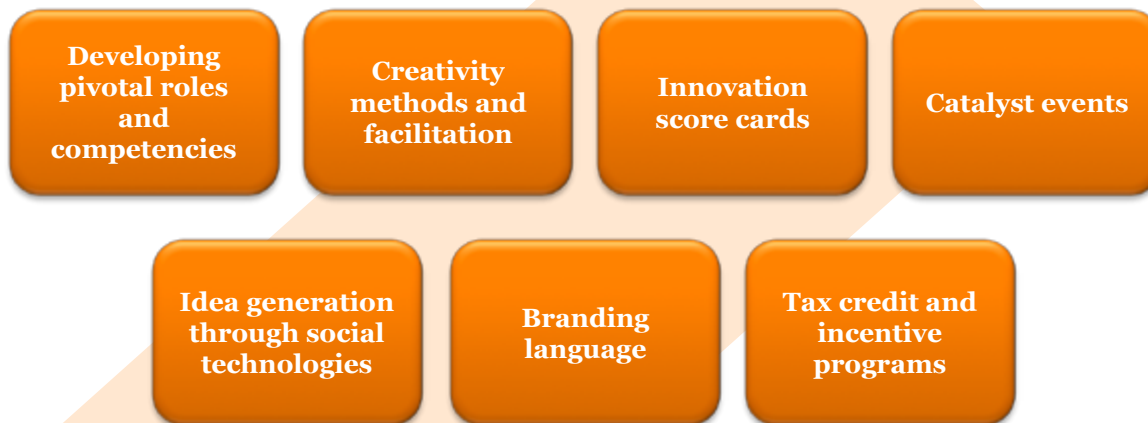 Developing
pivotal roles
and
competencies
Creativity
methods and
facilitation
Innovation
score cards
Catalyst events
Idea generation
through social
technologies
Branding
language
Tax credit and
incentive
programs